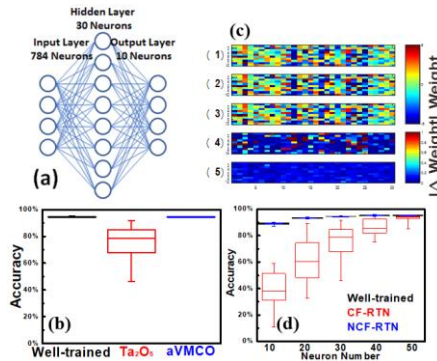 Hidden Layer
30 Neurons
Input Layer
784 Neurons
Output Layer
10 Neurons
(a)
(c)
(1)
(2)
(3)
(4)
(5)
|Δ Weight| Weight
Accuracy
100%
80%
60%
40%
20%
0%
(b)
Well-trained
Ta₂O₅
aVMCO
Accuracy
100%
80%
60%
40%
20%
0%
Well-trained
CF-RTN
NCF-RTN
(d)
10 20 30 40 50
Neuron Number